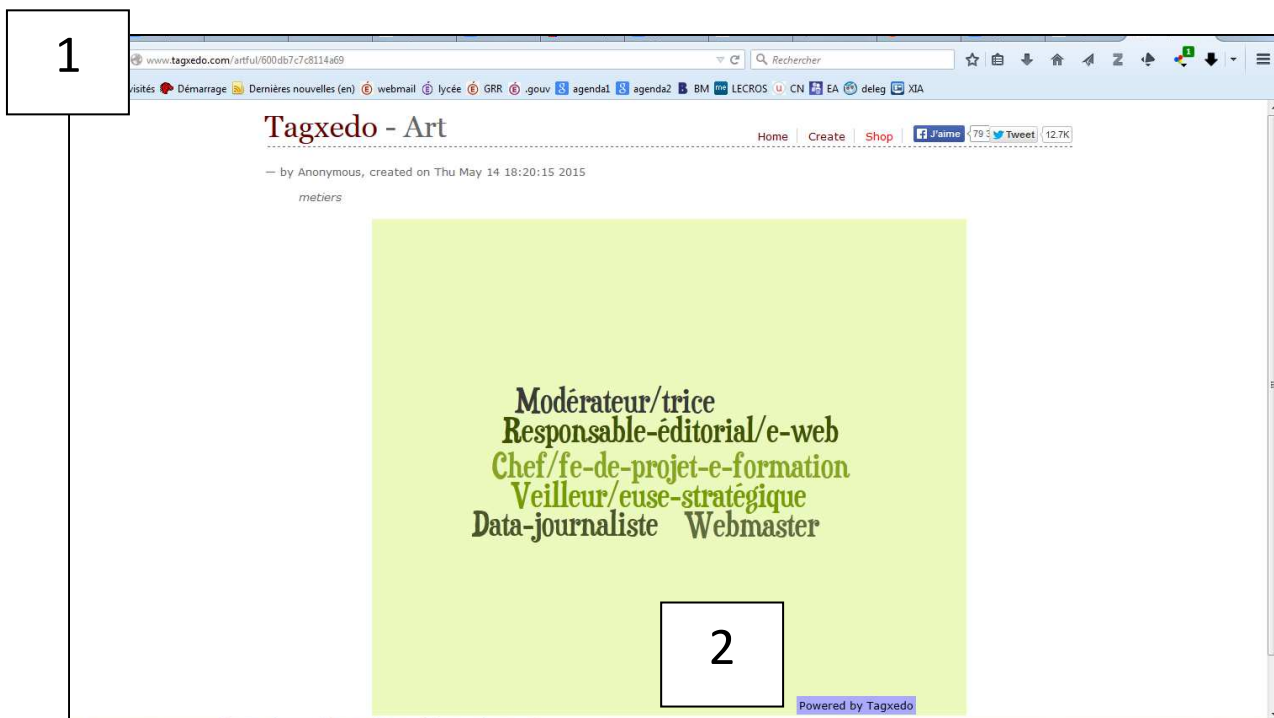 1
www.tagxedo.com/artful/600db7c7c8114a69
Rechercher
visités Démarrage Dernières nouvelles (en) webmail lycée GRR .gouv agenda1 agenda2 BM LECROS CN EA deleg XIA
Tagxedo - Art
Home Create Shop J'aime 79 Tweet 12.7K
— by Anonymous, created on Thu May 14 18:20:15 2015
metiers
Modérateur/trice
Responsable-éditorial/e-web
Chef/fe-de-projet-e-formation
Veilleur/euse-stratégique
Data-journaliste Webmaster
2
Powered by Tagxedo